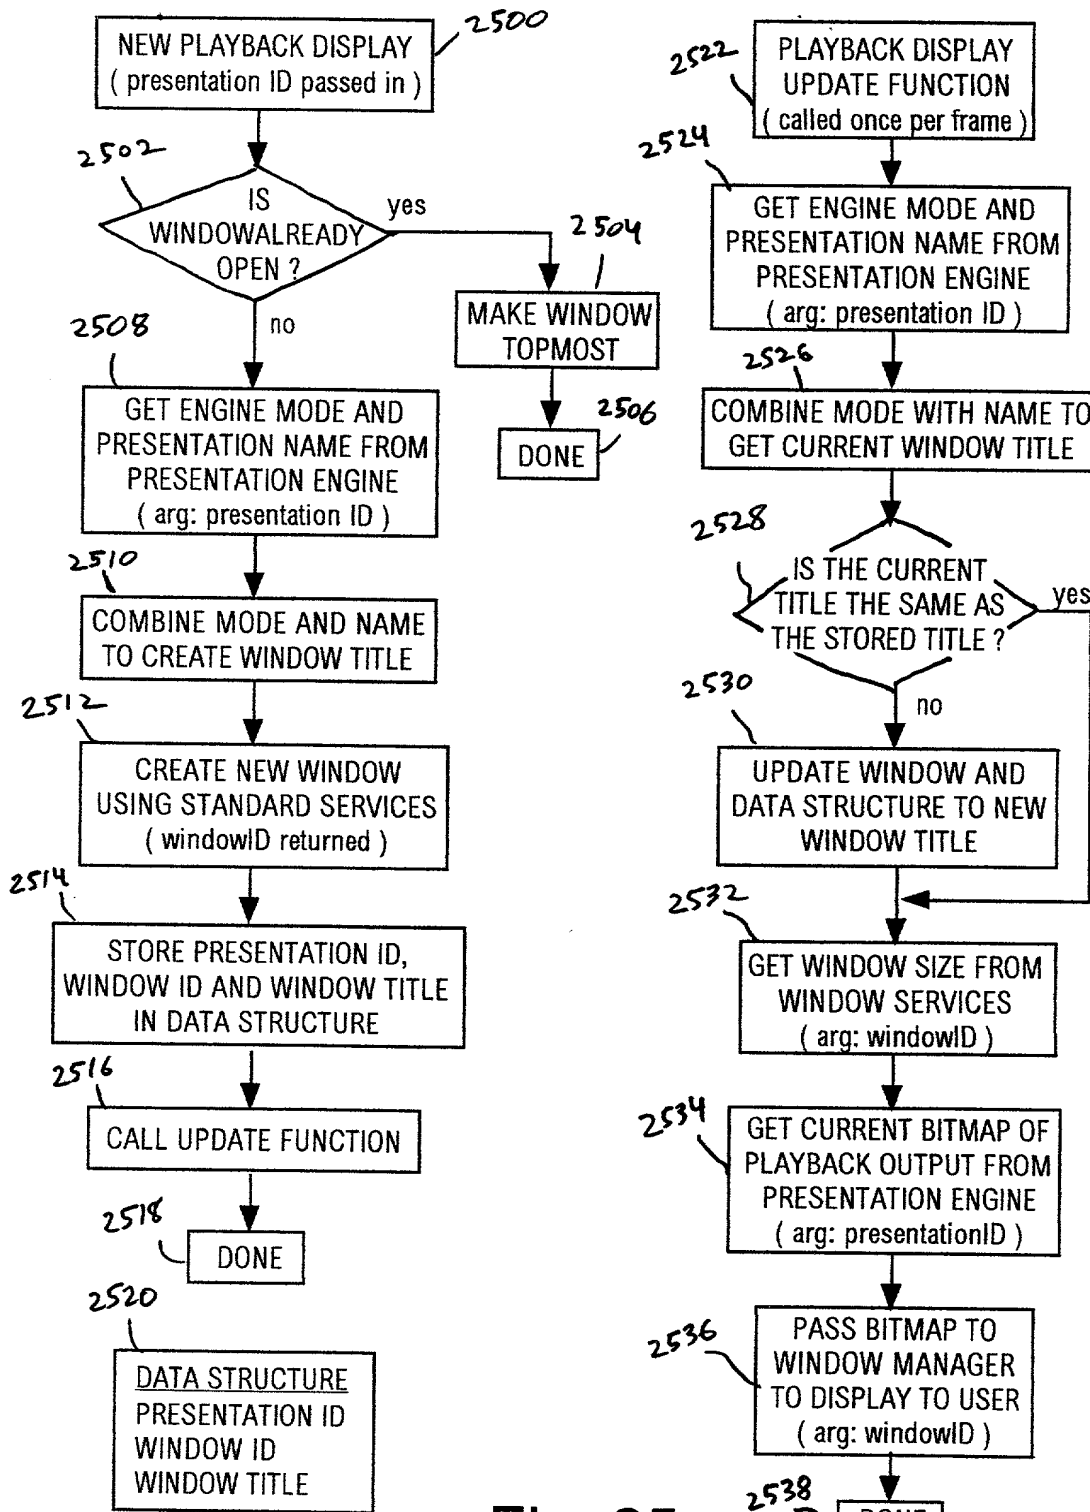 2500
NEW PLAYBACK DISPLAY
( presentation ID passed in )
2502
IS
WINDOWALREADY
OPEN ?
yes
no
2504
MAKE WINDOW
TOPMOST
2506
DONE
2508
GET ENGINE MODE AND
PRESENTATION NAME FROM
PRESENTATION ENGINE
( arg: presentation ID )
2510
COMBINE MODE AND NAME
TO CREATE WINDOW TITLE
2512
CREATE NEW WINDOW
USING STANDARD SERVICES
( windowID returned )
2514
STORE PRESENTATION ID,
WINDOW ID AND WINDOW TITLE
IN DATA STRUCTURE
2516
CALL UPDATE FUNCTION
2518
DONE
2520
DATA STRUCTURE
PRESENTATION ID
WINDOW ID
WINDOW TITLE
2522
PLAYBACK DISPLAY
UPDATE FUNCTION
( called once per frame )
2524
GET ENGINE MODE AND
PRESENTATION NAME FROM
PRESENTATION ENGINE
( arg: presentation ID )
2526
COMBINE MODE WITH NAME TO
GET CURRENT WINDOW TITLE
2528
IS THE CURRENT
TITLE THE SAME AS
THE STORED TITLE ?
yes
no
2530
UPDATE WINDOW AND
DATA STRUCTURE TO NEW
WINDOW TITLE
2532
GET WINDOW SIZE FROM
WINDOW SERVICES
( arg: windowID )
2534
GET CURRENT BITMAP OF
PLAYBACK OUTPUT FROM
PRESENTATION ENGINE
( arg: presentationID )
2536
PASS BITMAP TO
WINDOW MANAGER
TO DISPLAY TO USER
( arg: windowID )
2538
DONE